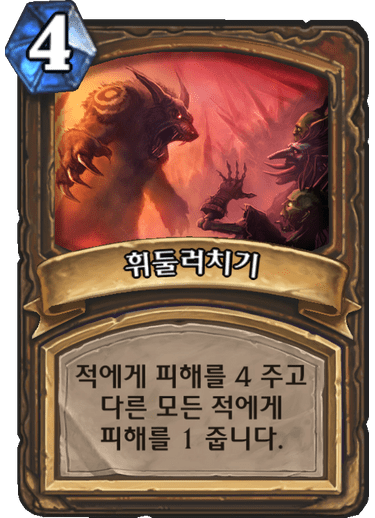 4
휘둘러치기
적에게 피해를 4 주고
다른 모든 적에게
피해를 1 줍니다.